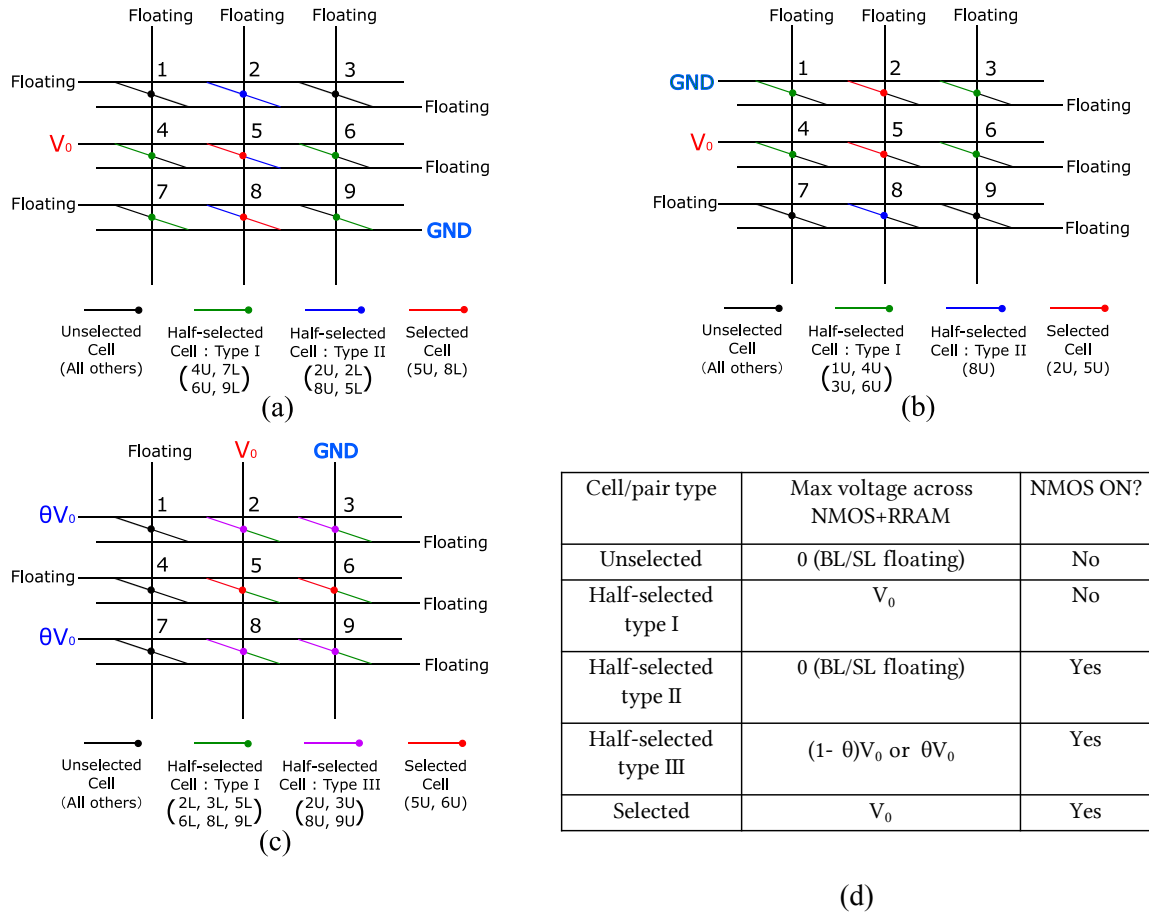 Floating Floating Floating
1 2 3
Floating
Floating
4 5 6
V₀
Floating
7 8 9
Floating
GND
Unselected Cell (All others)
Half-selected Cell : Type I (4U, 7L 6U, 9L)
Half-selected Cell : Type II (2U, 2L 8U, 5L)
Selected Cell (5U, 8L)
(a)
Floating Floating Floating
1 2 3
GND
Floating
4 5 6
V₀
Floating
7 8 9
Floating
Floating
Unselected Cell (All others)
Half-selected Cell : Type I (1U, 4U 3U, 6U)
Half-selected Cell : Type II (8U)
Selected Cell (2U, 5U)
(b)
Floating V₀ GND
1 2 3
θV₀
Floating
4 5 6
Floating
7 8 9
θV₀
Floating
Unselected Cell (All others)
Half-selected Cell : Type I (2L, 3L, 5L 6L, 8L, 9L)
Half-selected Cell : Type III (2U, 3U 8U, 9U)
Selected Cell (5U, 6U)
(c)
Cell/pair type Max voltage across NMOS+RRAM NMOS ON?
Unselected 0 (BL/SL floating) No
Half-selected type I V₀ No
Half-selected type II 0 (BL/SL floating) Yes
Half-selected type III (1- θ)V₀ or θV₀ Yes
Selected V₀ Yes
(d)